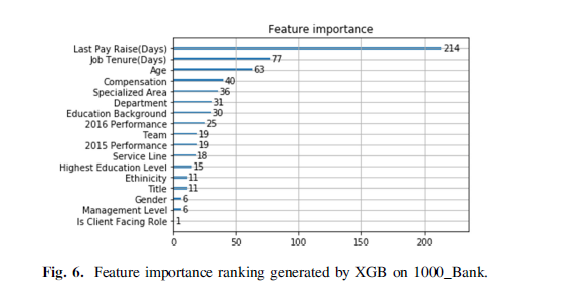 Feature importance
Last Pay Raise(Days) 214
Job Tenure(Days) 77
Age 63
Compensation 40
Specialized Area 36
Department 31
Education Background 30
2016 Performance 25
Team 19
2015 Performance 19
Service Line 18
Highest Education Level 15
Ethinicity 11
Title 11
Gender 6
Management Level 6
Is Client Facing Role 1
0 50 100 150 200
Fig. 6. Feature importance ranking generated by XGB on 1000_Bank.